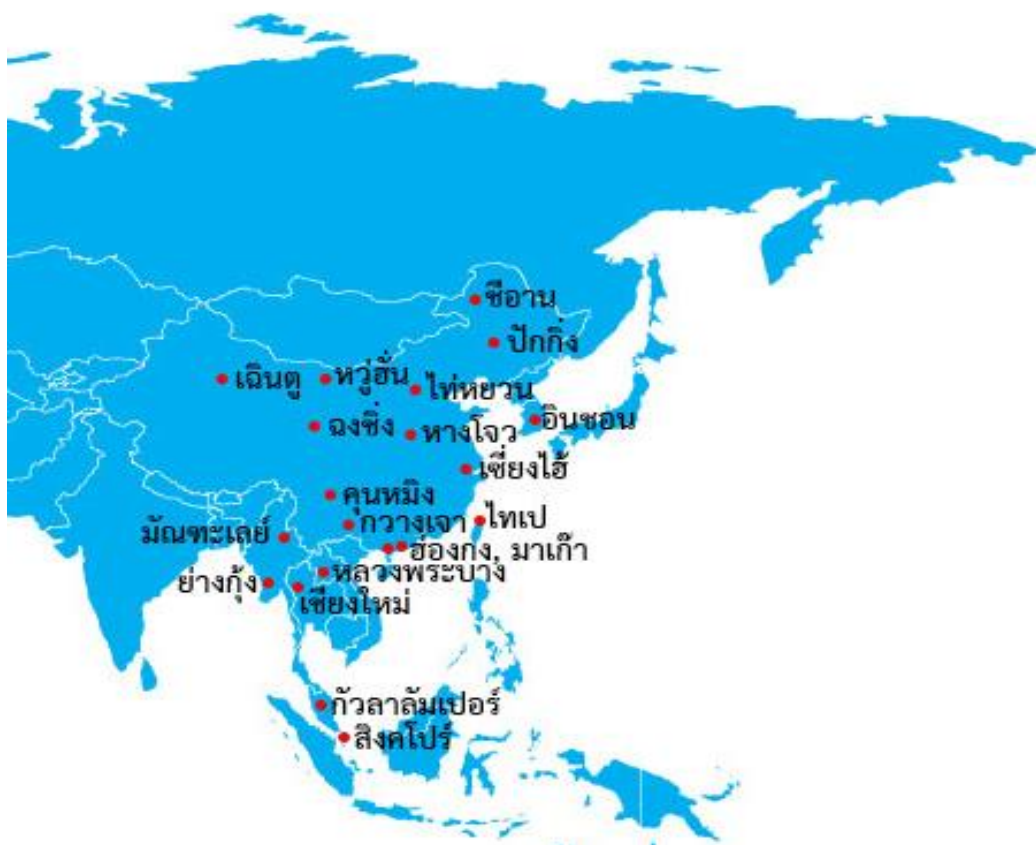 ซีอาน
ปักกิ่ง
เฉินตู
หวู่ฮั่น
ไท่หยวน
ฉงชิ่ง
หางโจว
อินชอน
เซี่ยงไฮ้
คุนหมิง
กวางเจา
ไทเป
มัณฑะเลย์
ฮ่องกง, มาเก๊า
หลวงพระบาง
ย่างกุ้ง
เชียงใหม่
กัวลาลัมเปอร์
สิงคโปร์